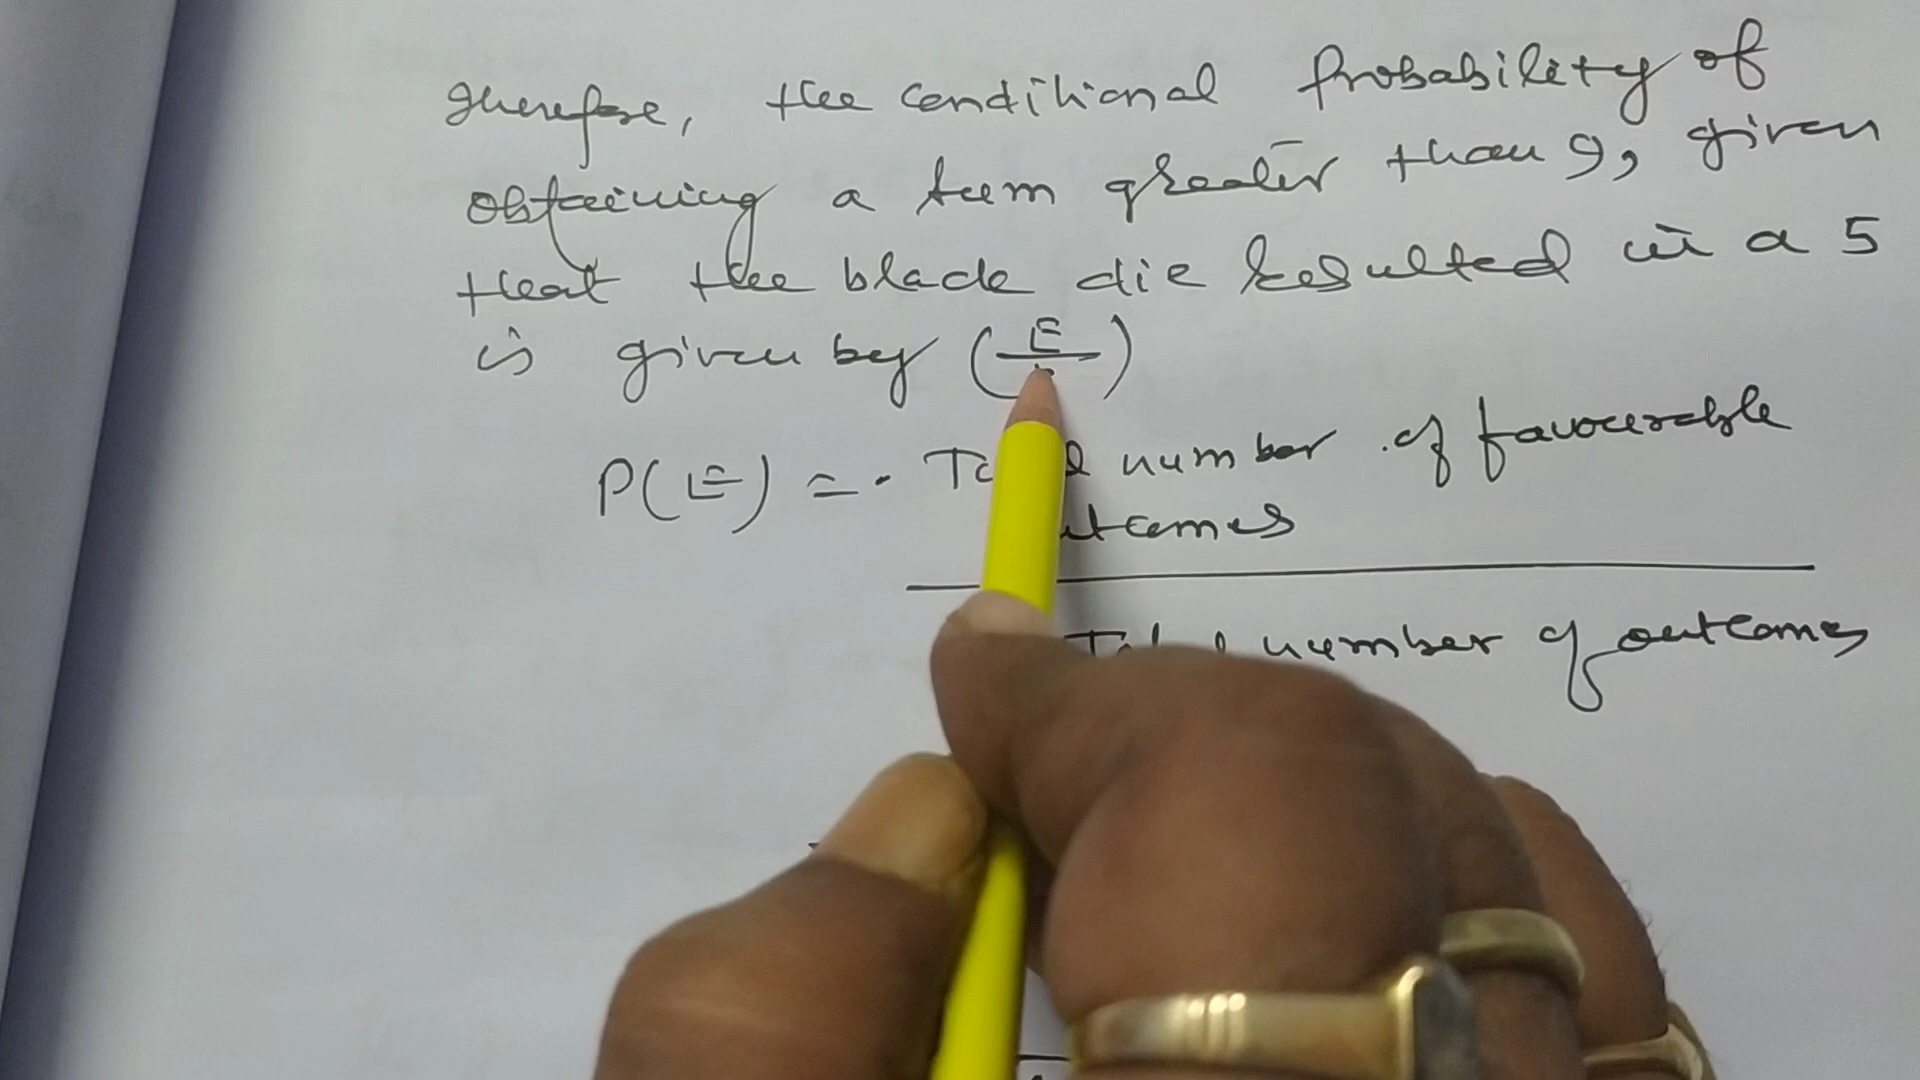 therefore, the conditional Probability of
obtaining a sum greater than 9, given
that the black die resulted in a 5
is given by (E/
P(E) = number of favourable
outcomes
Total number of outcomes